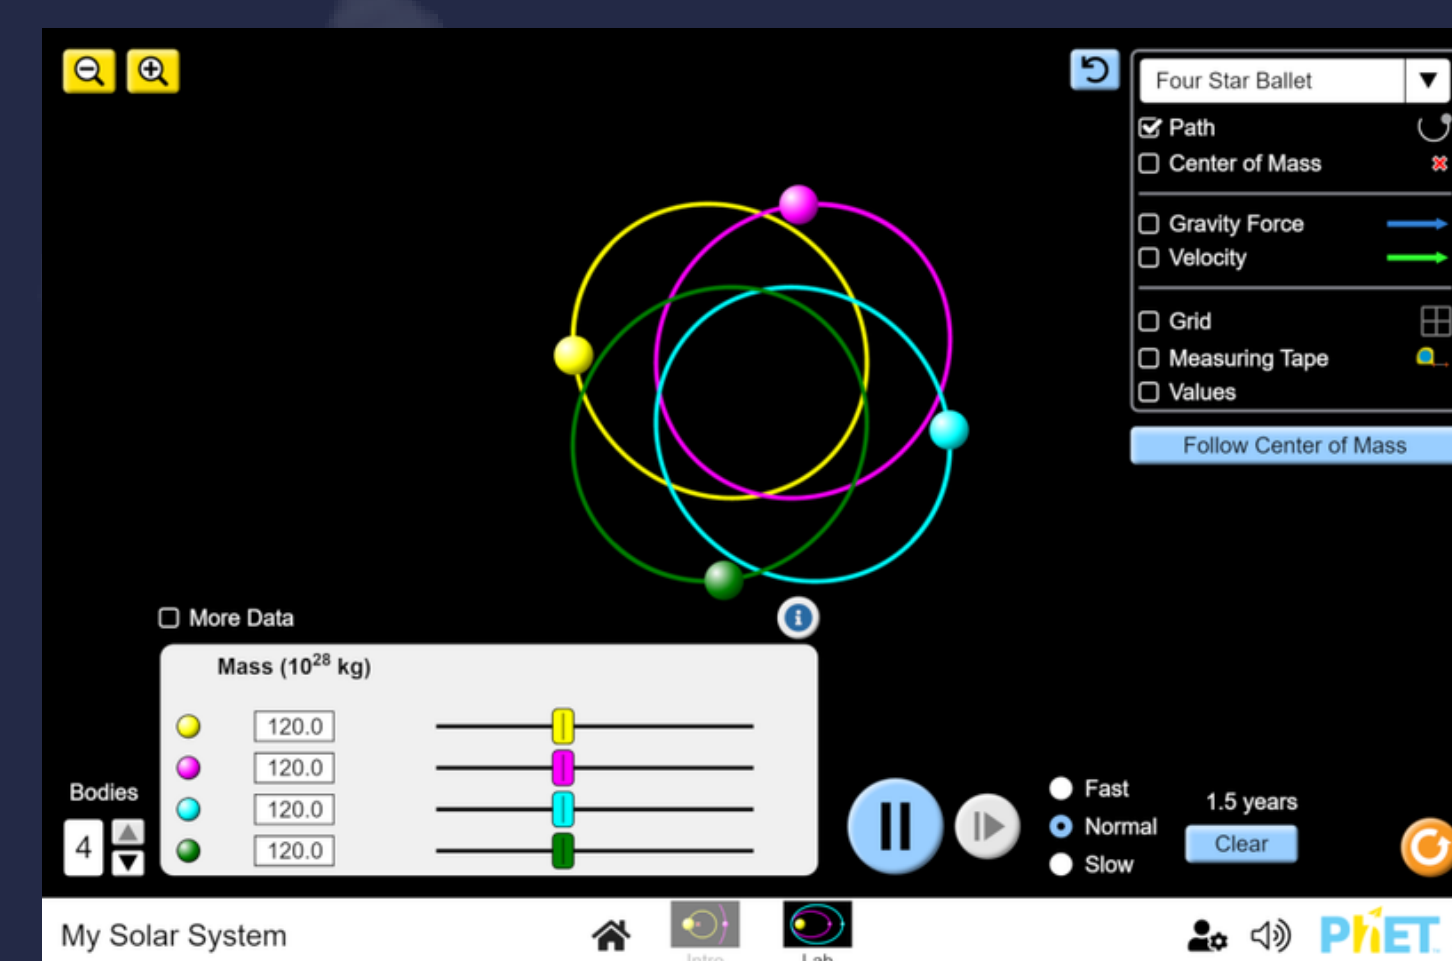 Four Star Ballet
Path
Center of Mass
Gravity Force
Velocity
Grid
Measuring Tape
Values
Follow Center of Mass
More Data
Mass (10²⁸ kg)
120.0
120.0
120.0
120.0
Bodies
4
Fast
Normal
Slow
1.5 years
Clear
My Solar System
Intro
Lab
PhET